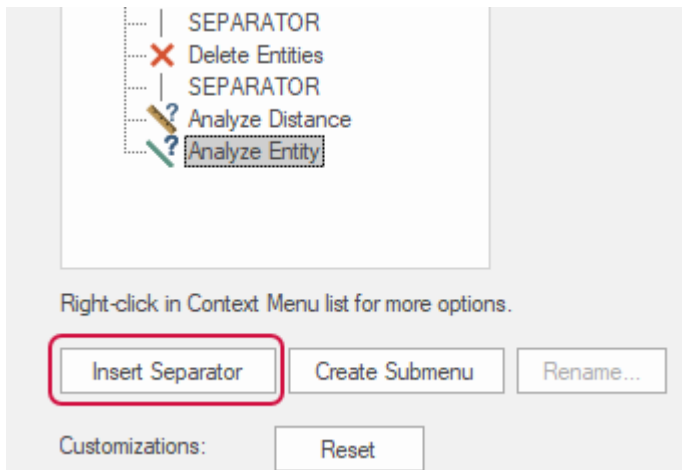 SEPARATOR
Delete Entities
SEPARATOR
Analyze Distance
Analyze Entity
Right-click in Context Menu list for more options.
Insert Separator Create Submenu Rename...
Customizations: Reset